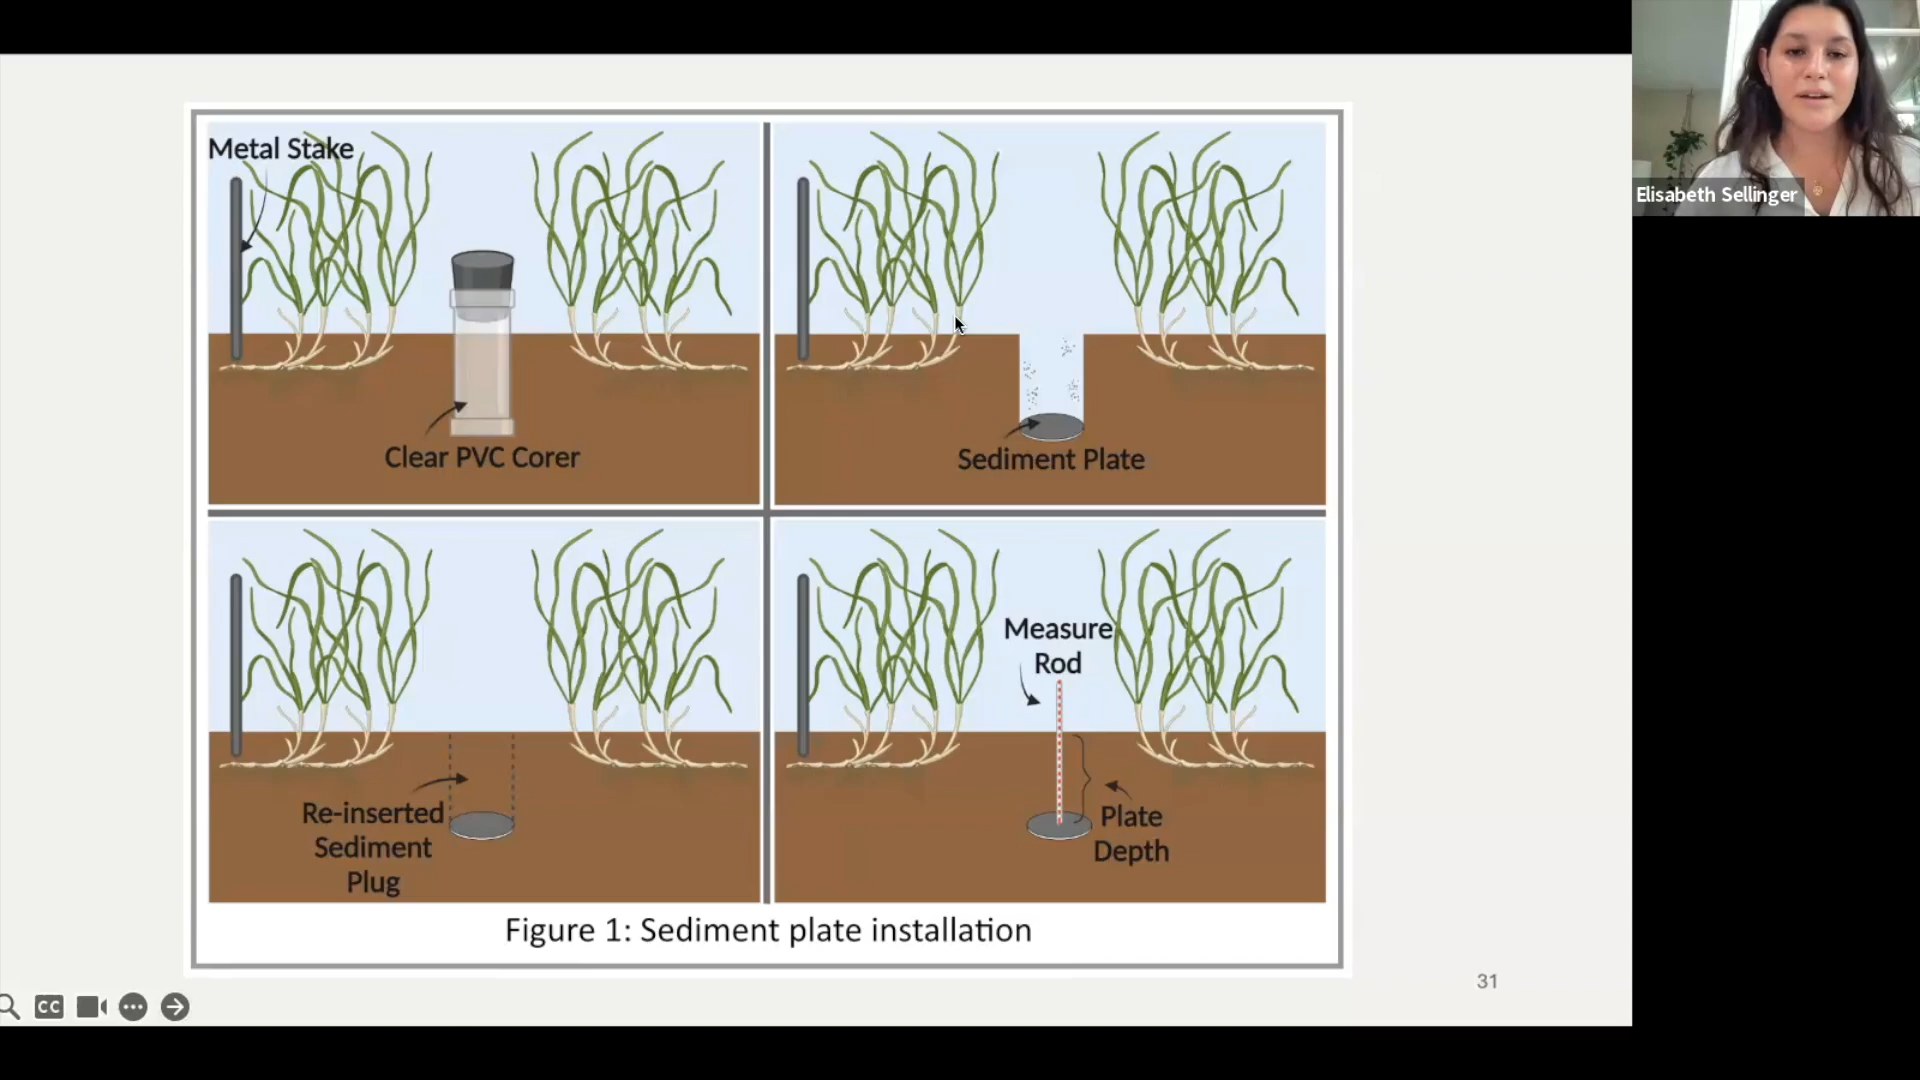 Metal Stake
Clear PVC Corer
Sediment Plate
Re-inserted
Sediment
Plug
Measure
Rod
Plate
Depth
Figure 1: Sediment plate installation
31
CC
Elisabeth Sellinger